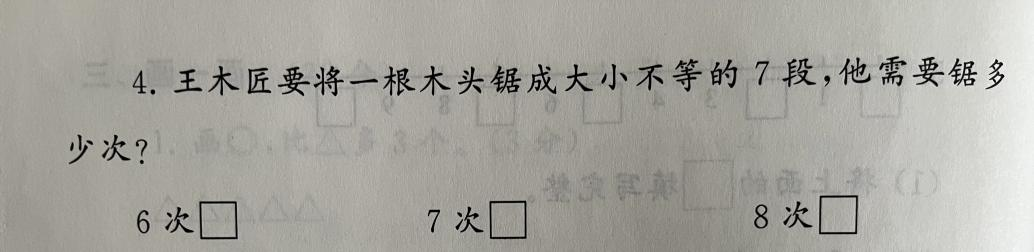 4. 王木匠要将一根木头锯成大小不等的 7 段,他需要锯多
少次?
6 次□ 7 次□ 8 次□